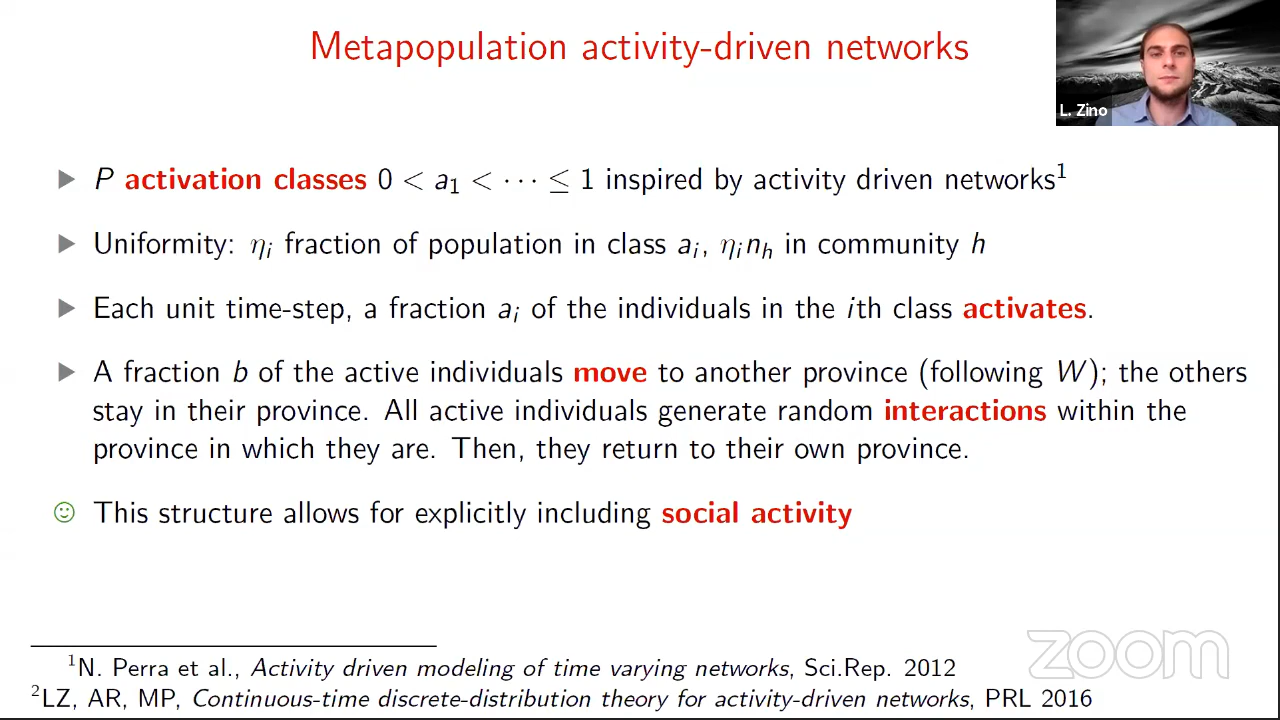 Metapopulation activity-driven networks
L. Zino
▶ P activation classes 0 < a₁ < ⋯ ≤ 1 inspired by activity driven networks¹
▶ Uniformity: ηᵢ fraction of population in class aᵢ, ηᵢnₕ in community h
▶ Each unit time-step, a fraction aᵢ of the individuals in the ith class activates.
▶ A fraction b of the active individuals move to another province (following W); the others
stay in their province. All active individuals generate random interactions within the
province in which they are. Then, they return to their own province.
☺ This structure allows for explicitly including social activity
zoom
¹N. Perra et al., Activity driven modeling of time varying networks, Sci.Rep. 2012
²LZ, AR, MP, Continuous-time discrete-distribution theory for activity-driven networks, PRL 2016